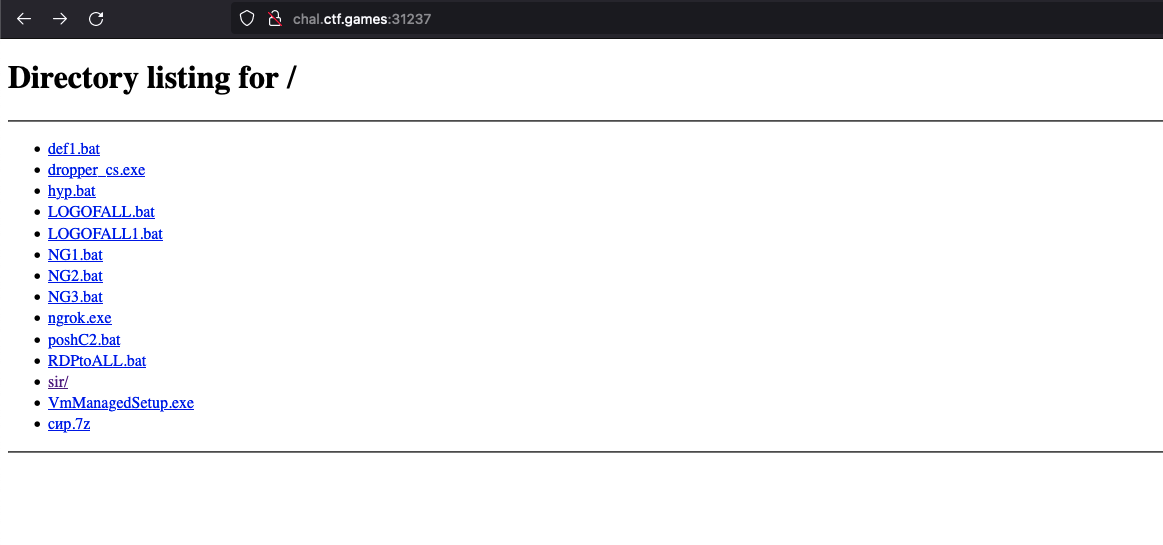 chal.ctf.games:31237
Directory listing for /
def1.bat
dropper_cs.exe
hyp.bat
LOGOFALL.bat
LOGOFALL1.bat
NG1.bat
NG2.bat
NG3.bat
ngrok.exe
poshC2.bat
RDPtoALL.bat
sir/
VmManagedSetup.exe
сир.7z